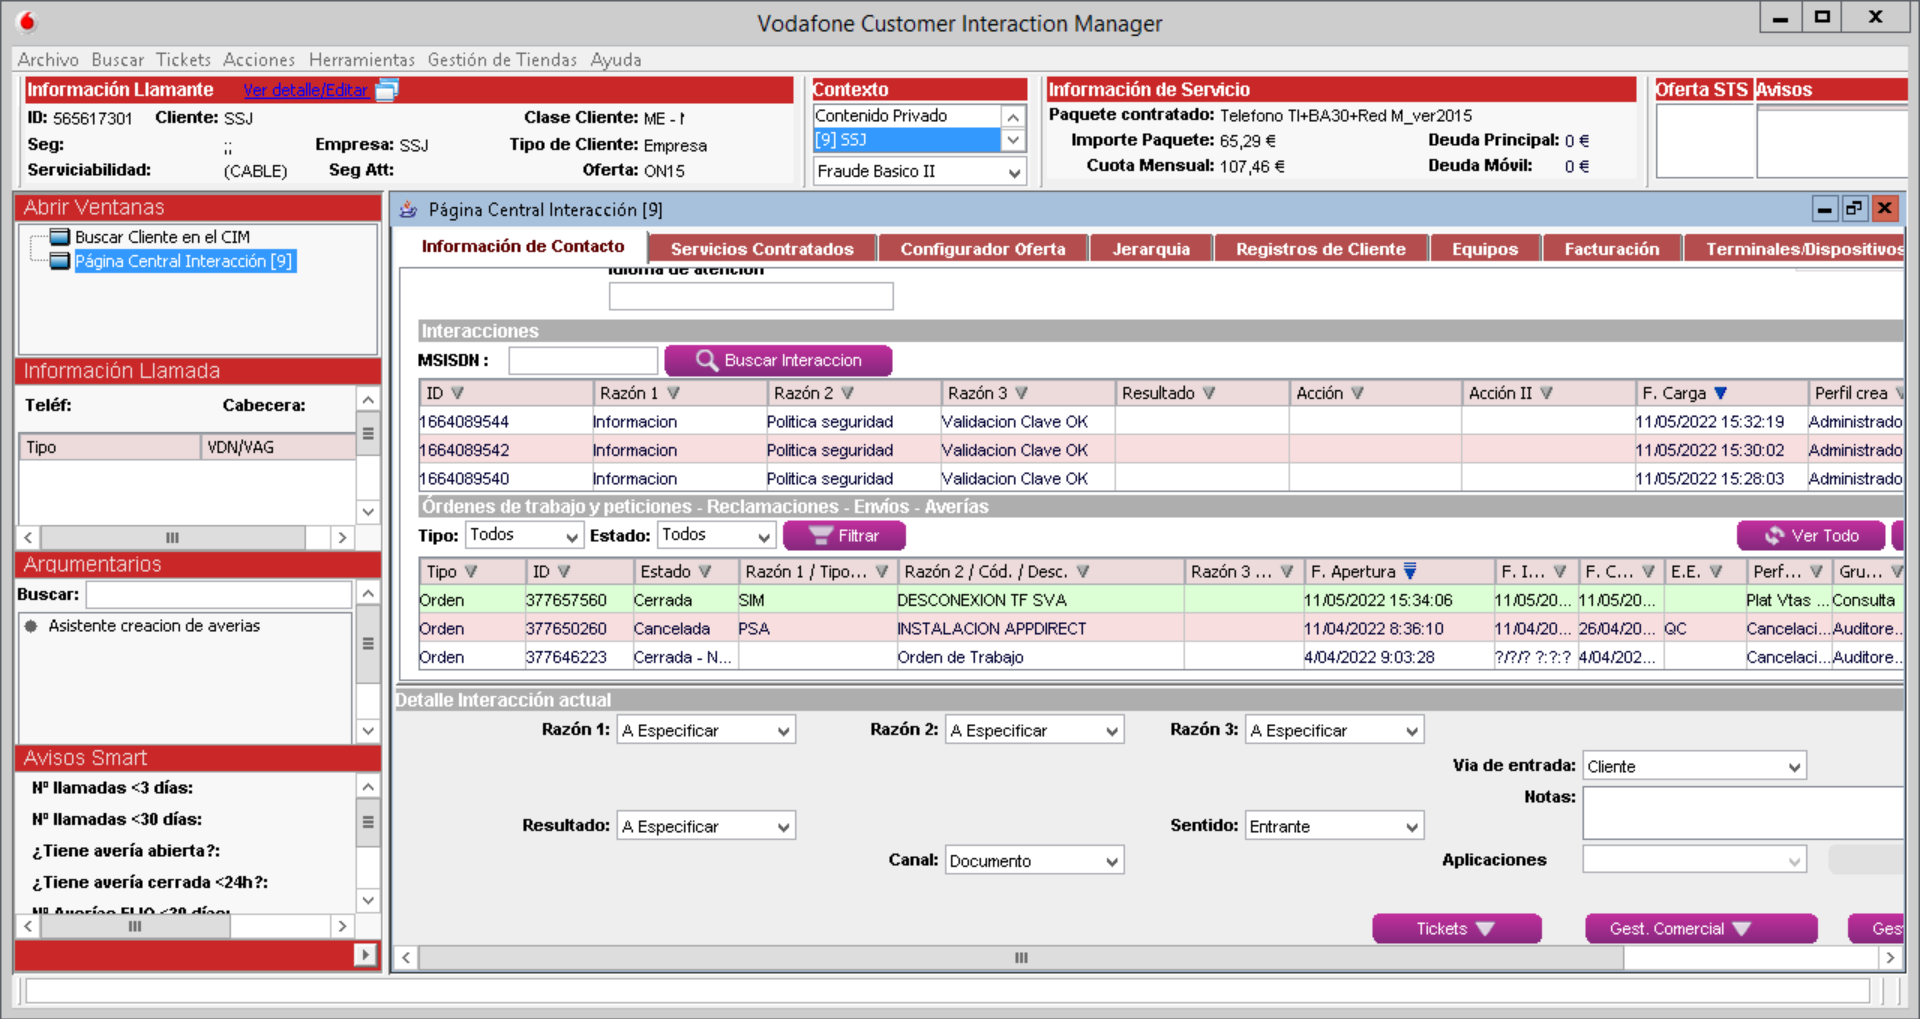 Vodafone Customer Interaction Manager
Archivo Buscar Tickets Acciones Herramientas Gestión de Tiendas Ayuda
Información Llamante Ver detalle/Editar
ID: 565617301 Cliente: SSJ Clase Cliente: ME - I
Seg: ;; Empresa: SSJ Tipo de Cliente: Empresa
Serviciabilidad: (CABLE) Seg Att: Oferta: ON15
Contexto
Contenido Privado
[9] SSJ
Fraude Basico II
Información de Servicio
Paquete contratado: Telefono TI+BA30+Red M_ver2015
Importe Paquete: 65,29 € Deuda Principal: 0 €
Cuota Mensual: 107,46 € Deuda Móvil: 0 €
Oferta STS Avisos
Abrir Ventanas
Buscar Cliente en el CIM
Página Central Interacción [9]
Información Llamada
Teléf: Cabecera:
Tipo VDN/VAG
Argumentarios
Buscar:
Asistente creacion de averias
Avisos Smart
Nº llamadas <3 días:
Nº llamadas <30 días:
¿Tiene avería abierta?:
¿Tiene avería cerrada <24h?:
Página Central Interacción [9]
Información de Contacto Servicios Contratados Configurador Oferta Jerarquia Registros de Cliente Equipos Facturación Terminales/Dispositivos
Idioma de atención
Interacciones
MSISDN : Buscar Interaccion
ID Razón 1 Razón 2 Razón 3 Resultado Acción Acción II F. Carga Perfil crea
1664089544 Informacion Politica seguridad Validacion Clave OK 11/05/2022 15:32:19 Administrado
1664089542 Informacion Politica seguridad Validacion Clave OK 11/05/2022 15:30:02 Administrado
1664089540 Informacion Politica seguridad Validacion Clave OK 11/05/2022 15:28:03 Administrado
Órdenes de trabajo y peticiones - Reclamaciones - Envíos - Averías
Tipo: Todos Estado: Todos Filtrar Ver Todo
Tipo ID Estado Razón 1 / Tipo... Razón 2 / Cód. / Desc. Razón 3 ... F. Apertura F. I... F. C... E.E. Perf... Gru...
Orden 377657560 Cerrada SIM DESCONEXION TF SVA 11/05/2022 15:34:06 11/05/20... 11/05/20... Plat Vtas ... Consulta
Orden 377650260 Cancelada PSA INSTALACION APPDIRECT 11/04/2022 8:36:10 11/04/20... 26/04/20... QC Cancelaci... Auditore...
Orden 377646223 Cerrada - N... Orden de Trabajo 4/04/2022 9:03:28 ?/?/? ?:?:? 4/04/202... Cancelaci... Auditore...
Detalle Interacción actual
Razón 1: A Especificar Razón 2: A Especificar Razón 3: A Especificar
Via de entrada: Cliente
Notas:
Resultado: A Especificar Sentido: Entrante
Canal: Documento Aplicaciones
Tickets Gest. Comercial Ges